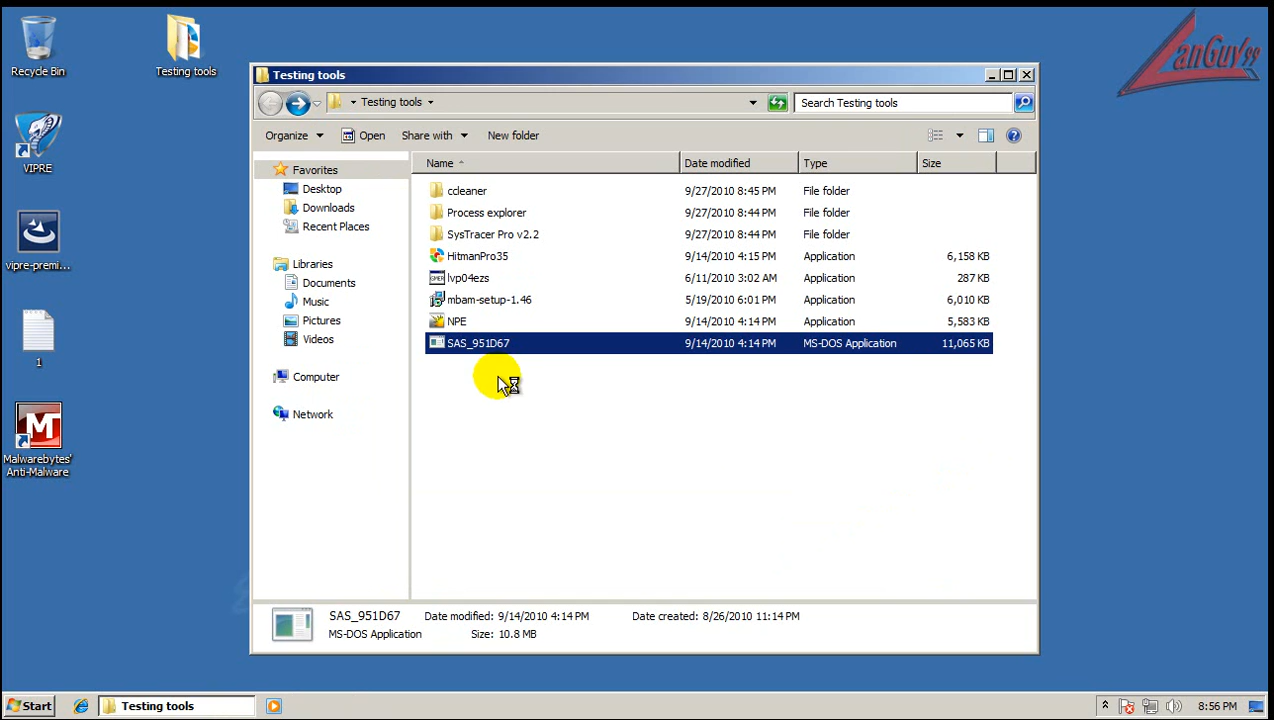 Recycle Bin
Testing tools
VIPRE
vipre-premi...
1
Malwarebytes'
Anti-Malware
LanGuy99
Testing tools
Testing tools
Search Testing tools
Organize
Open
Share with
New folder
Favorites
Desktop
Downloads
Recent Places
Libraries
Documents
Music
Pictures
Videos
Computer
Network
Name Date modified Type Size
ccleaner 9/27/2010 8:45 PM File folder
Process explorer 9/27/2010 8:44 PM File folder
SysTracer Pro v2.2 9/27/2010 8:44 PM File folder
HitmanPro35 9/14/2010 4:15 PM Application 6,158 KB
GMER lvp04ezs 6/11/2010 3:02 AM Application 287 KB
mbam-setup-1.46 5/19/2010 6:01 PM Application 6,010 KB
NPE 9/14/2010 4:14 PM Application 5,583 KB
SAS_951D67 9/14/2010 4:14 PM MS-DOS Application 11,065 KB
SAS_951D67 Date modified: 9/14/2010 4:14 PM Date created: 8/26/2010 11:14 PM
MS-DOS Application Size: 10.8 MB
Start
Testing tools
8:56 PM